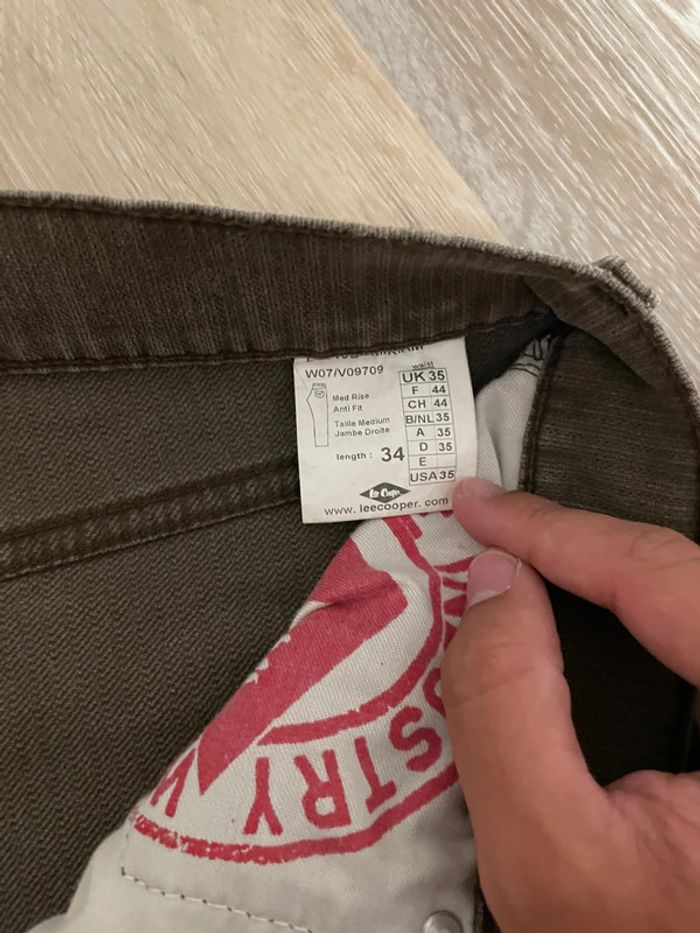 W07/V09709
Med Rise
Anti Fit
Taille Medium
Jambe Droite
length : 34
waist
UK 35
F 44
CH 44
B/NL 35
A 35
D 35
E
USA 35
Lee Cooper
www.leecooper.com
STRY